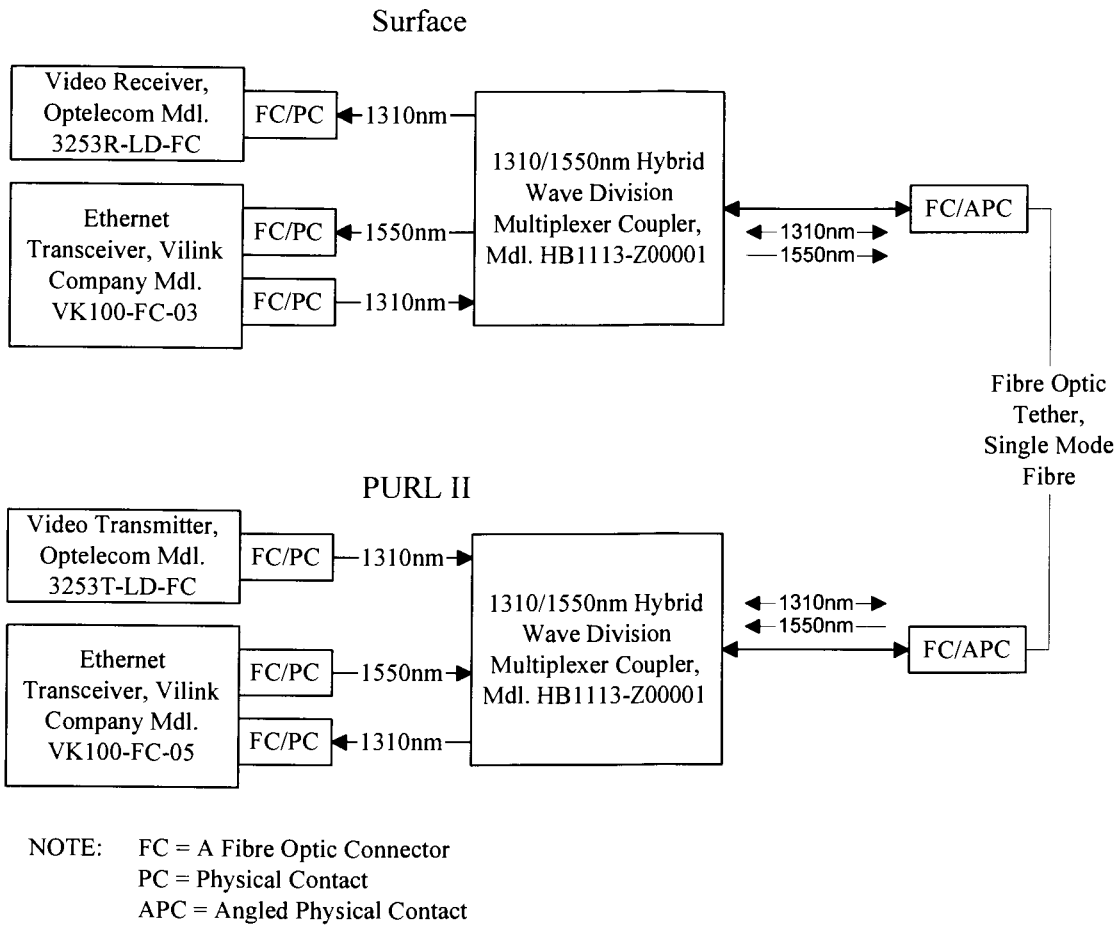 Surface
Video Receiver,
Optelecom Mdl.
3253R-LD-FC
FC/PC
1310nm
Ethernet
Transceiver, Vilink
Company Mdl.
VK100-FC-03
FC/PC
1550nm
FC/PC
1310nm
1310/1550nm Hybrid
Wave Division
Multiplexer Coupler,
Mdl. HB1113-Z00001
1310nm
1550nm
FC/APC
Fibre Optic
Tether,
Single Mode
Fibre
PURL II
Video Transmitter,
Optelecom Mdl.
3253T-LD-FC
FC/PC
1310nm
Ethernet
Transceiver, Vilink
Company Mdl.
VK100-FC-05
FC/PC
1550nm
FC/PC
1310nm
1310/1550nm Hybrid
Wave Division
Multiplexer Coupler,
Mdl. HB1113-Z00001
1310nm
1550nm
FC/APC
NOTE: FC = A Fibre Optic Connector
PC = Physical Contact
APC = Angled Physical Contact